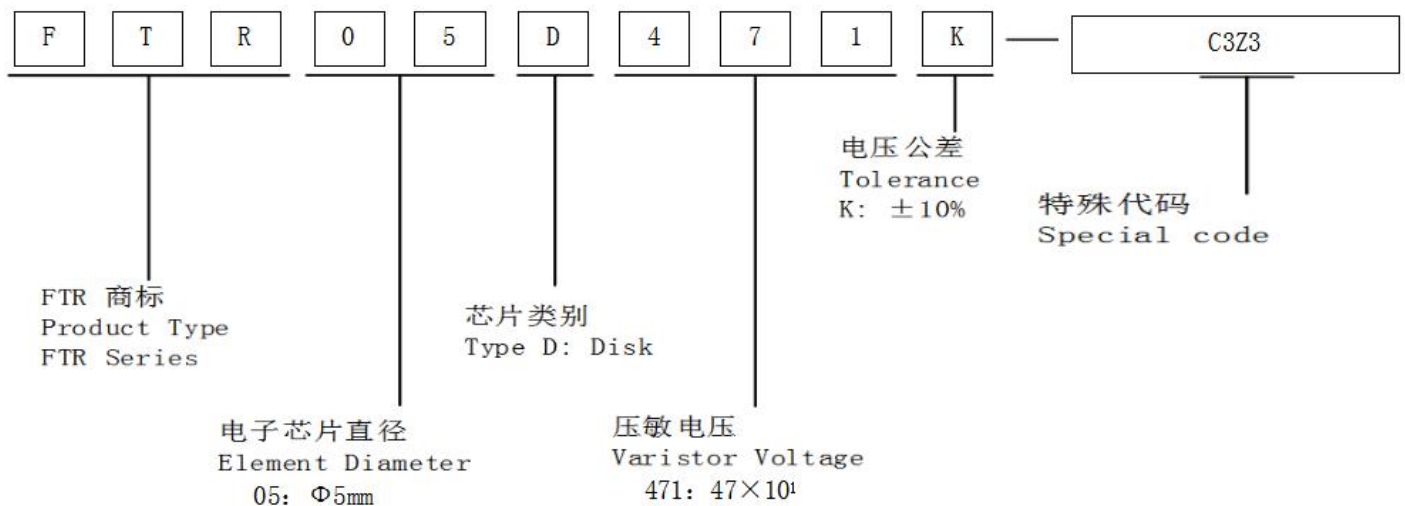 F T R 0 5 D 4 7 1 K — C3Z3
电压公差
Tolerance
K: ±10%
特殊代码
Special code
FTR 商标
Product Type
FTR Series
芯片类别
Type D: Disk
电子芯片直径
Element Diameter
05: Φ5mm
压敏电压
Varistor Voltage
471: 47×10¹